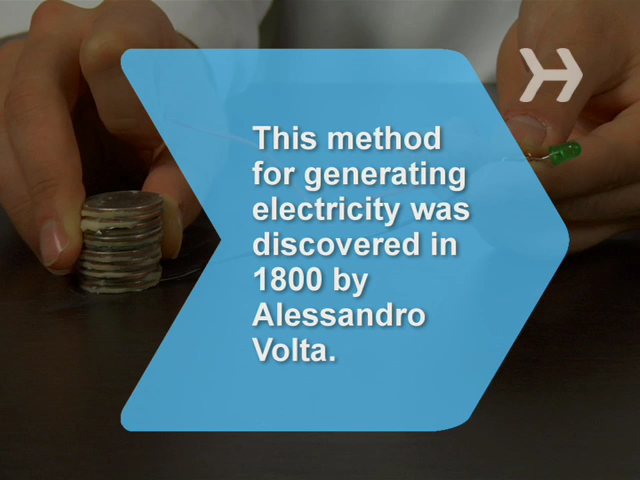 This method
for generating
electricity was
discovered in
1800 by
Alessandro
Volta.